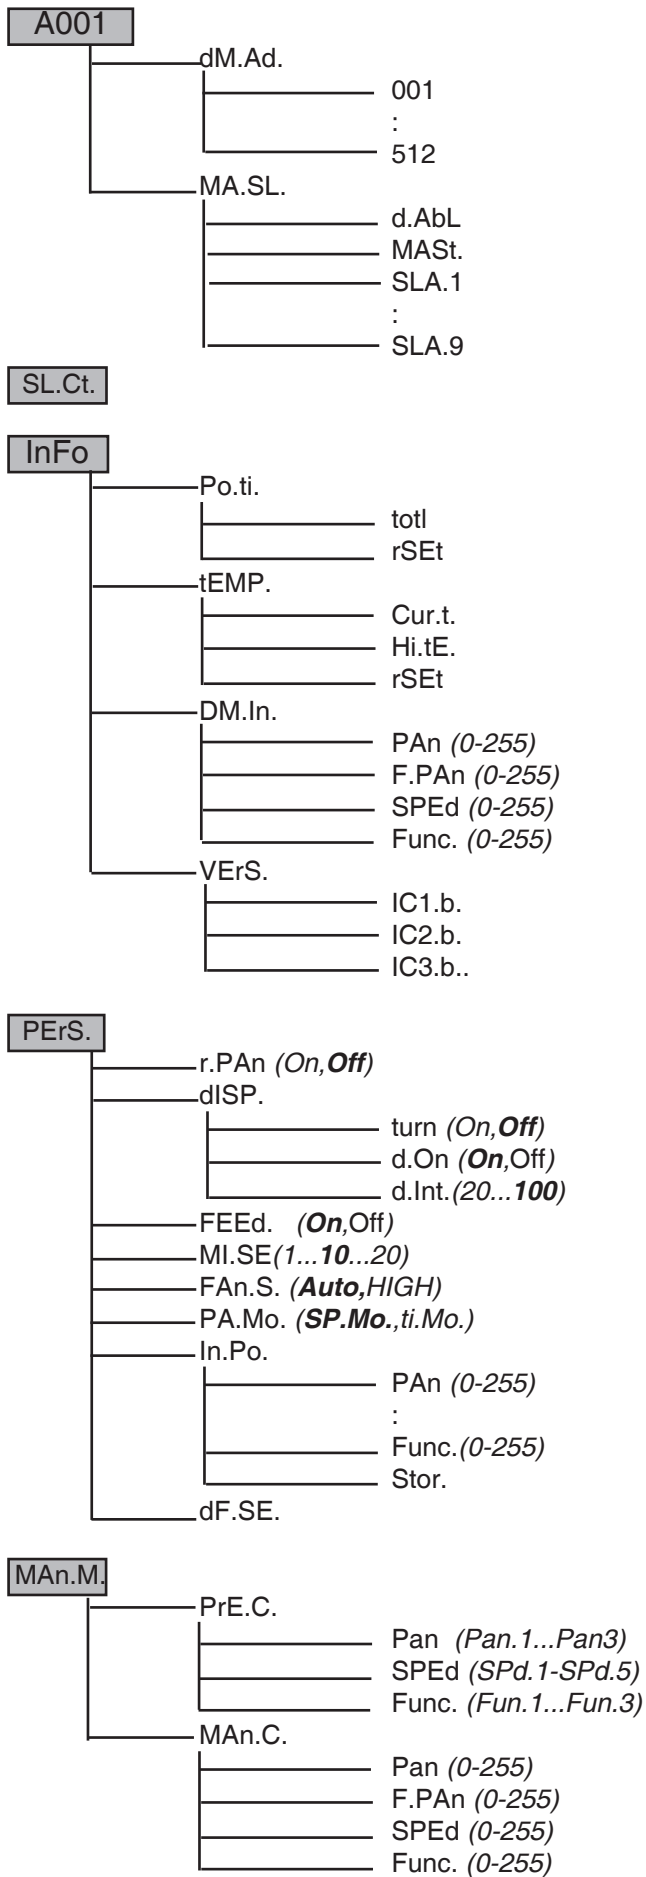 A001
dM.Ad.
001
:
512
MA.SL.
d.AbL
MASt.
SLA.1
:
SLA.9
SL.Ct.
InFo
Po.ti.
totl
rSEt
tEMP.
Cur.t.
Hi.tE.
rSEt
DM.In.
PAn (0-255)
F.PAn (0-255)
SPEd (0-255)
Func. (0-255)
VErS.
IC1.b.
IC2.b.
IC3.b..
PErS.
r.PAn (On,Off)
dISP.
turn (On,Off)
d.On (On,Off)
d.Int.(20...100)
FEEd. (On,Off)
MI.SE(1...10...20)
FAn.S. (Auto,HIGH)
PA.Mo. (SP.Mo.,ti.Mo.)
In.Po.
PAn (0-255)
:
Func.(0-255)
Stor.
dF.SE.
MAn.M.
PrE.C.
Pan (Pan.1...Pan3)
SPEd (SPd.1-SPd.5)
Func. (Fun.1...Fun.3)
MAn.C.
Pan (0-255)
F.PAn (0-255)
SPEd (0-255)
Func. (0-255)